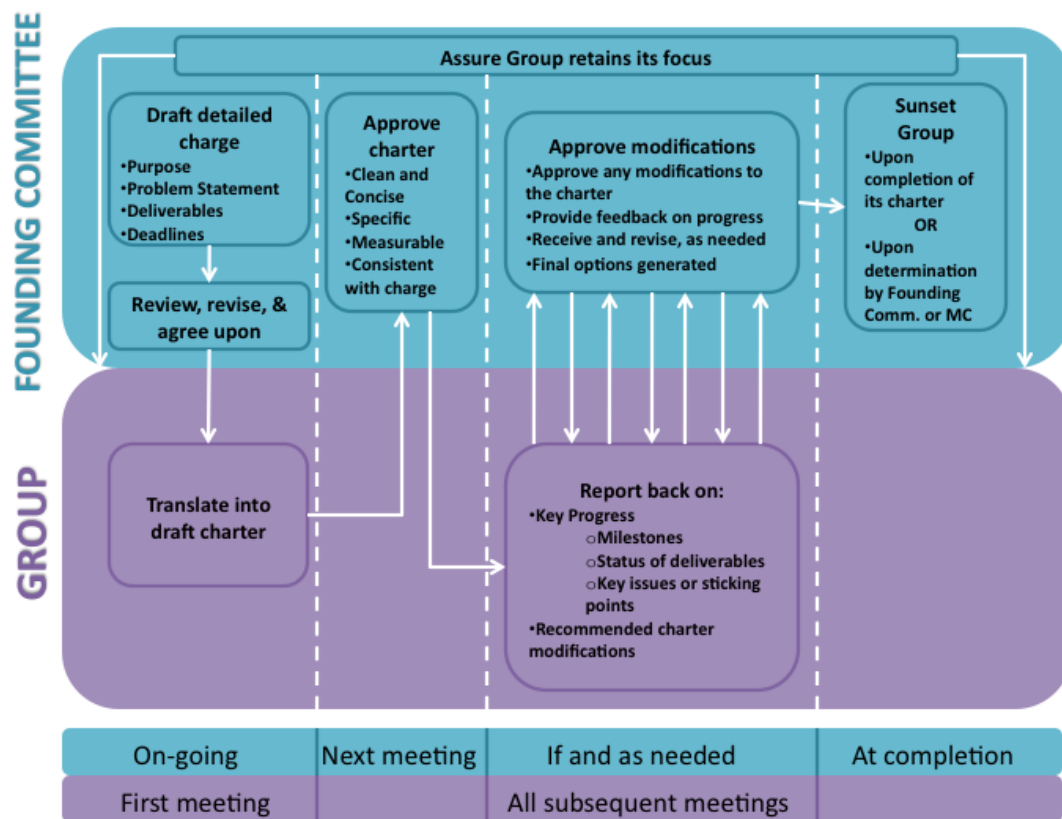 FOUNDING COMMITTEE
Assure Group retains its focus
Draft detailed
charge
•Purpose
•Problem Statement
•Deliverables
•Deadlines
Review, revise, &
agree upon
Approve
charter
•Clean and
Concise
•Specific
•Measurable
•Consistent
with charge
Approve modifications
•Approve any modifications to
the charter
•Provide feedback on progress
•Receive and revise, as needed
•Final options generated
Sunset
Group
•Upon
completion of
its charter
OR
•Upon
determination
by Founding
Comm. or MC
GROUP
Translate into
draft charter
Report back on:
•Key Progress
oMilestones
oStatus of deliverables
oKey issues or sticking
points
•Recommended charter
modifications
On-going
Next meeting
If and as needed
At completion
First meeting
All subsequent meetings